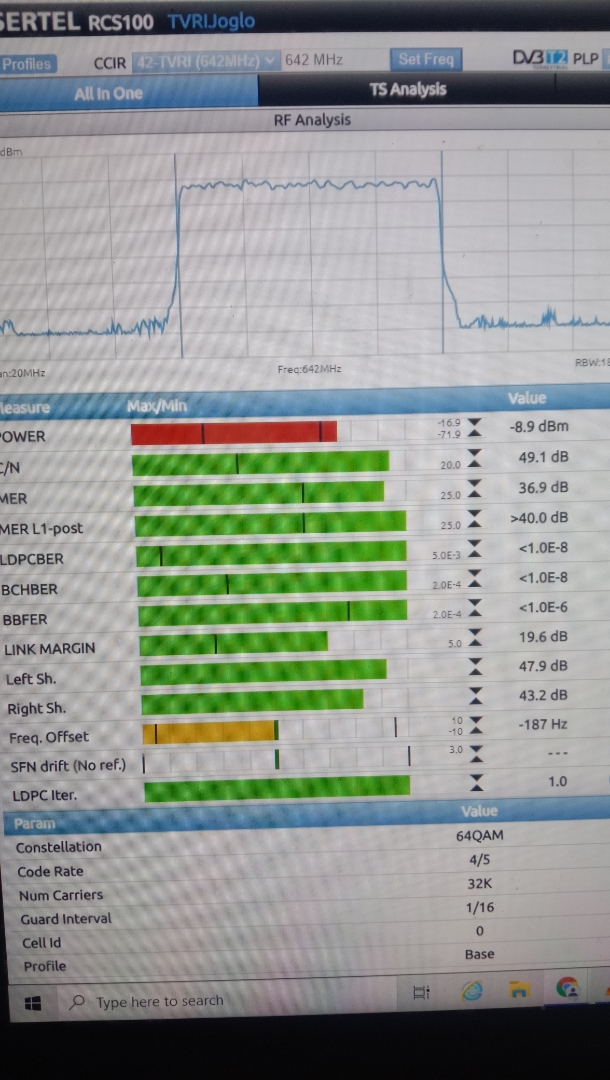 SERTEL RCS100 TVRIJoglo
Profiles CCIR 42-TVRI (642MHz) 642 MHz Set Freq DVB T2 PLP
All In One TS Analysis
RF Analysis
dBm
an:20MHz Freq:642MHz RBW:18
Measure Max/Min Value
POWER -16.9 -71.9 -8.9 dBm
C/N 20.0 49.1 dB
MER 25.0 36.9 dB
MER L1-post 25.0 >40.0 dB
LDPCBER 5.0E-3 <1.0E-8
BCHBER 2.0E-4 <1.0E-8
BBFER 2.0E-4 <1.0E-6
LINK MARGIN 5.0 19.6 dB
Left Sh. 47.9 dB
Right Sh. 43.2 dB
Freq. Offset 10 -10 -187 Hz
SFN drift (No ref.) 3.0 ---
LDPC Iter. 1.0
Param Value
Constellation 64QAM
Code Rate 4/5
Num Carriers 32K
Guard Interval 1/16
Cell Id 0
Profile Base
Type here to search